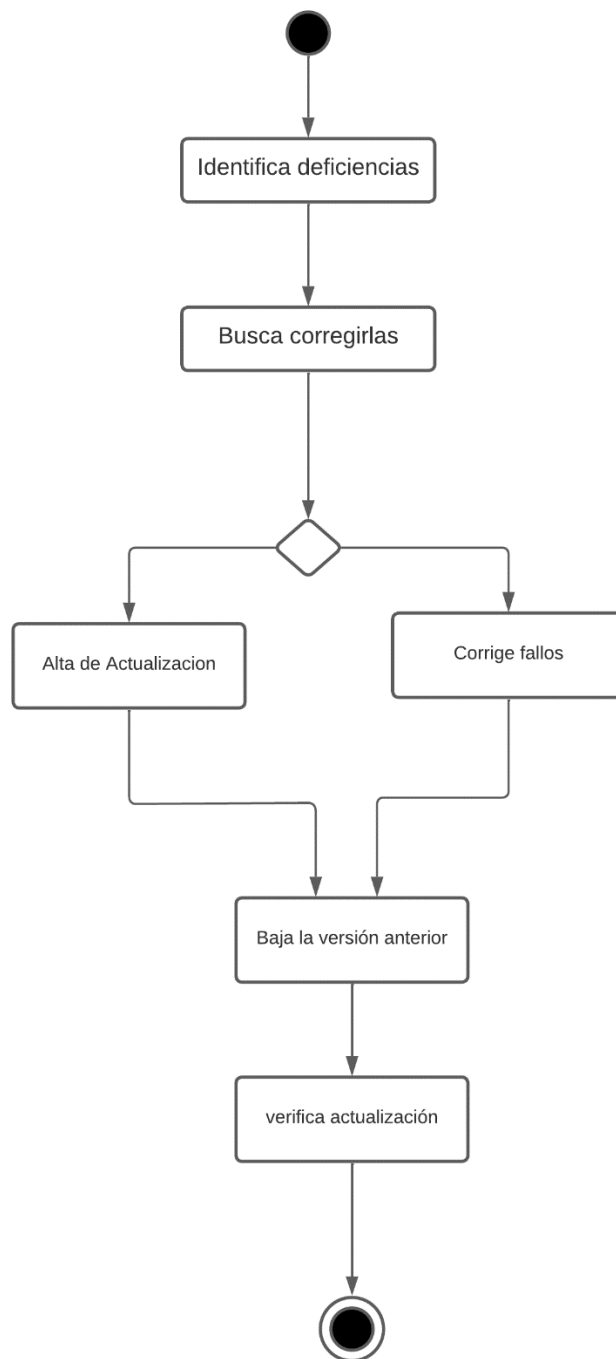 Identifica deficiencias
Busca corregirlas
Alta de Actualizacion
Corrige fallos
Baja la versión anterior
verifica actualización